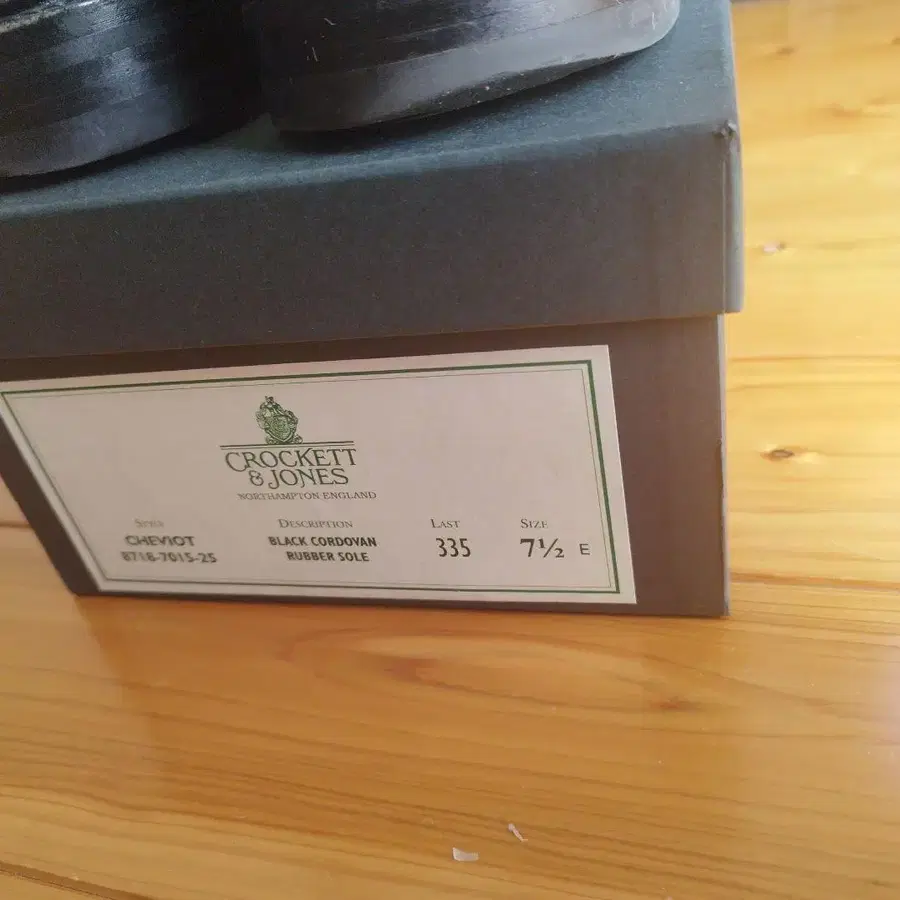 CROCKETT
& JONES
NORTHAMPTON ENGLAND
STYLE DESCRIPTION LAST SIZE
CHEVIOT BLACK CORDOVAN 335 7½ E
8718-7015-25 RUBBER SOLE